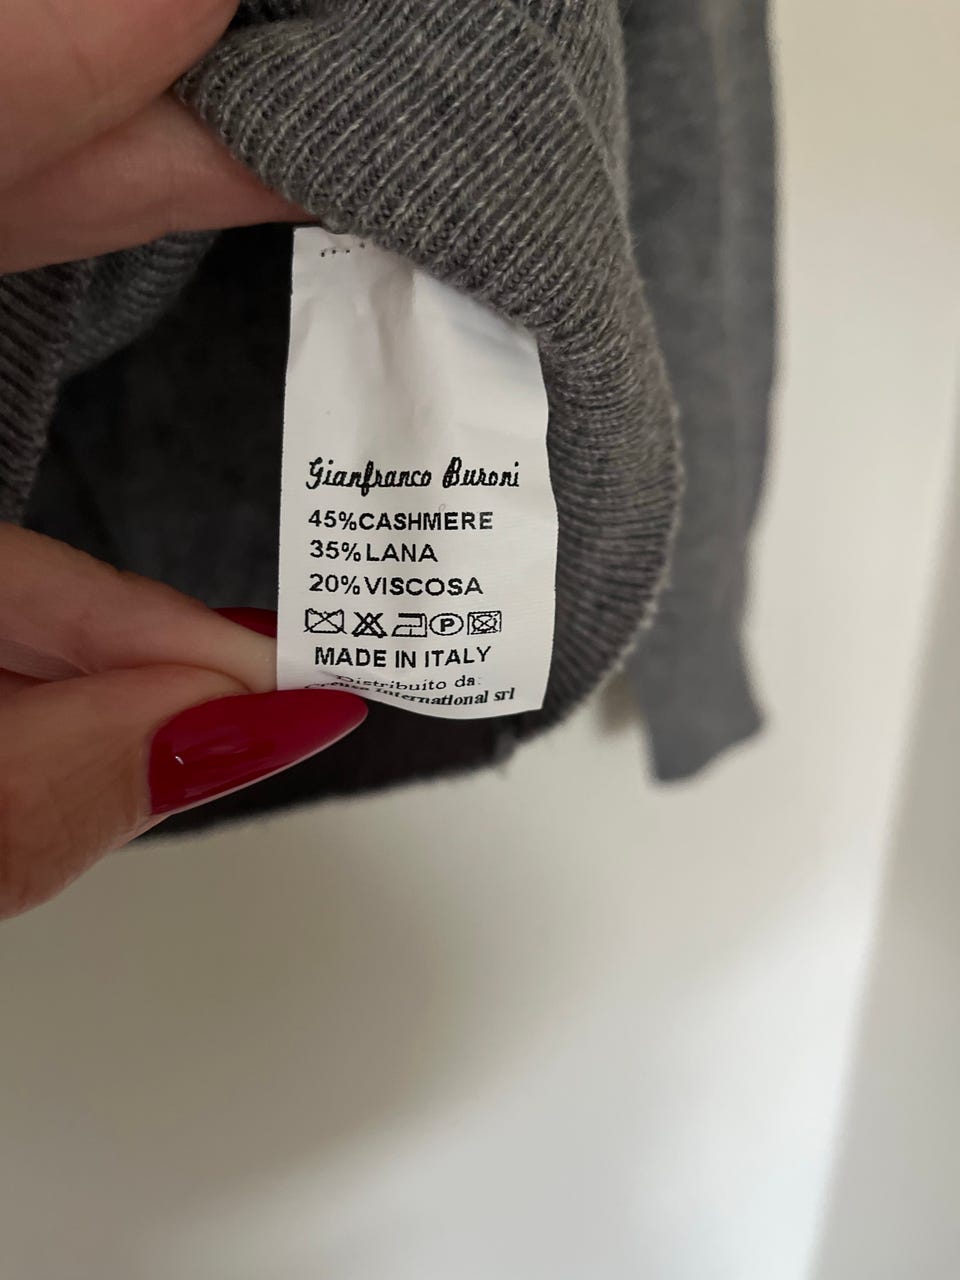 Gianfranco Buroni
45%CASHMERE
35%LANA
20%VISCOSA
P
MADE IN ITALY
Distribuito da:
International srl